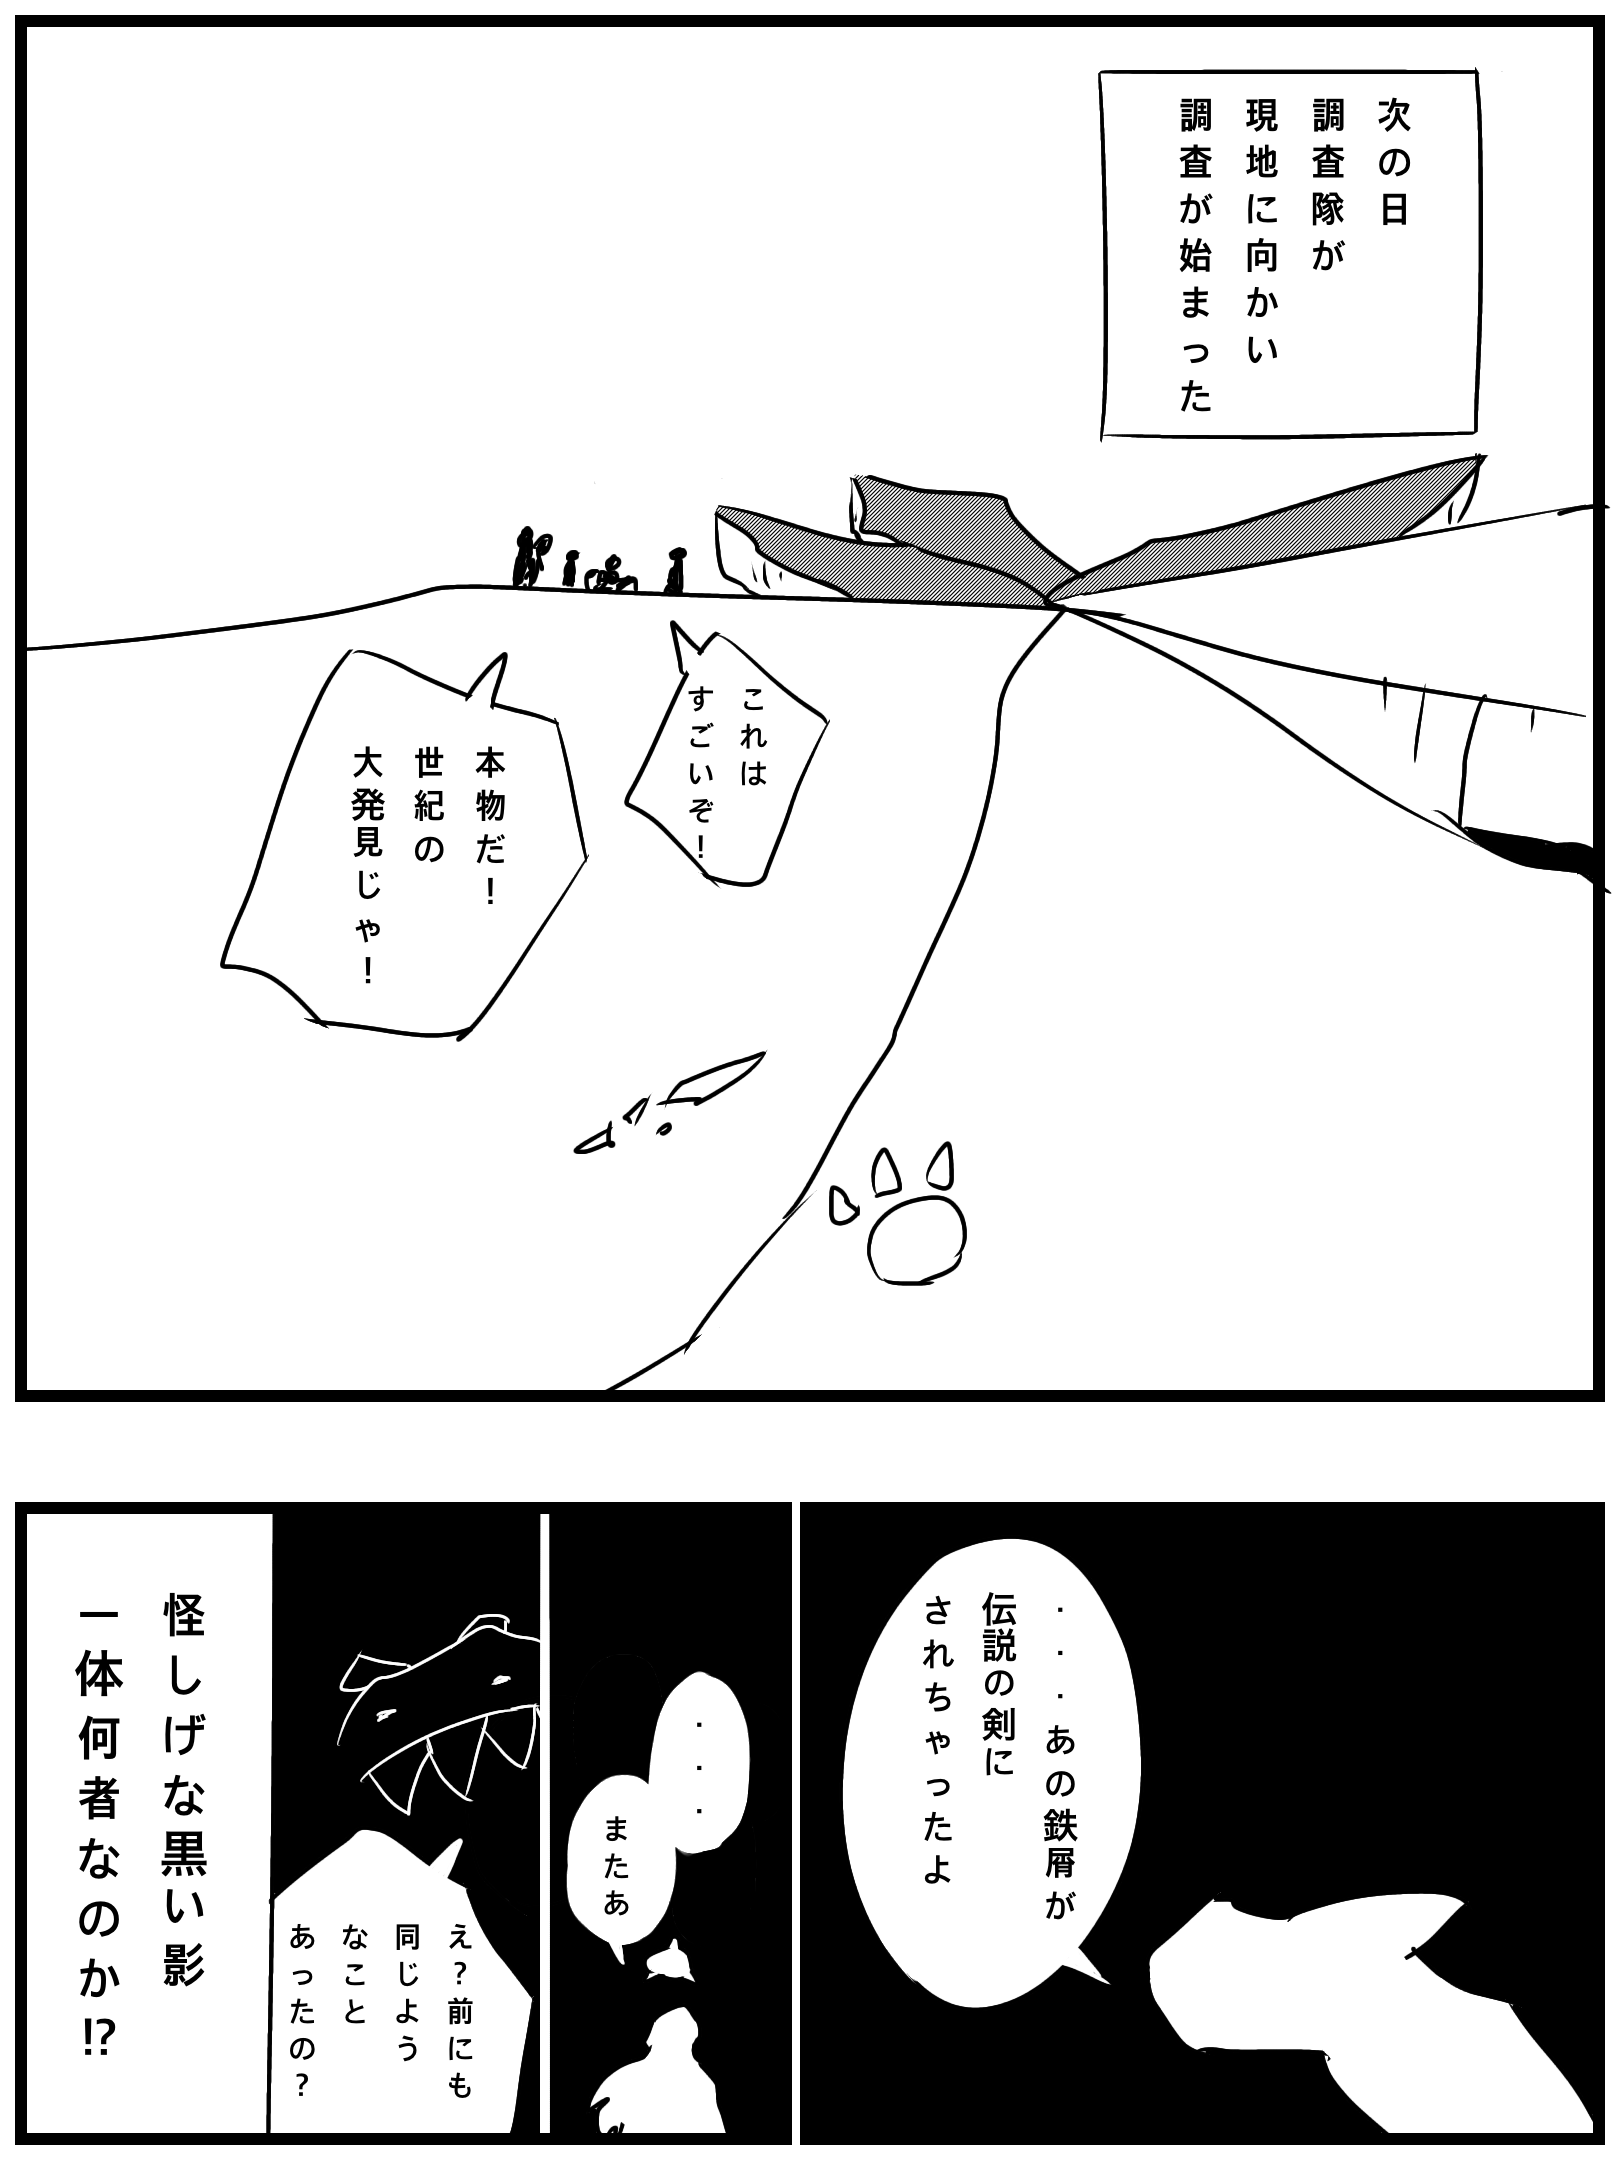 次の日
調査隊が
現地に向かい
調査が始まった
これは
すごいぞ！
本物だ！
世紀の
大発見じゃ！
・・・あの鉄屑が
伝説の剣に
されちゃったよ
・・・
またあ
え？前にも
同じよう
なこと
あったの？
怪しげな黒い影
一体何者なのか⁉